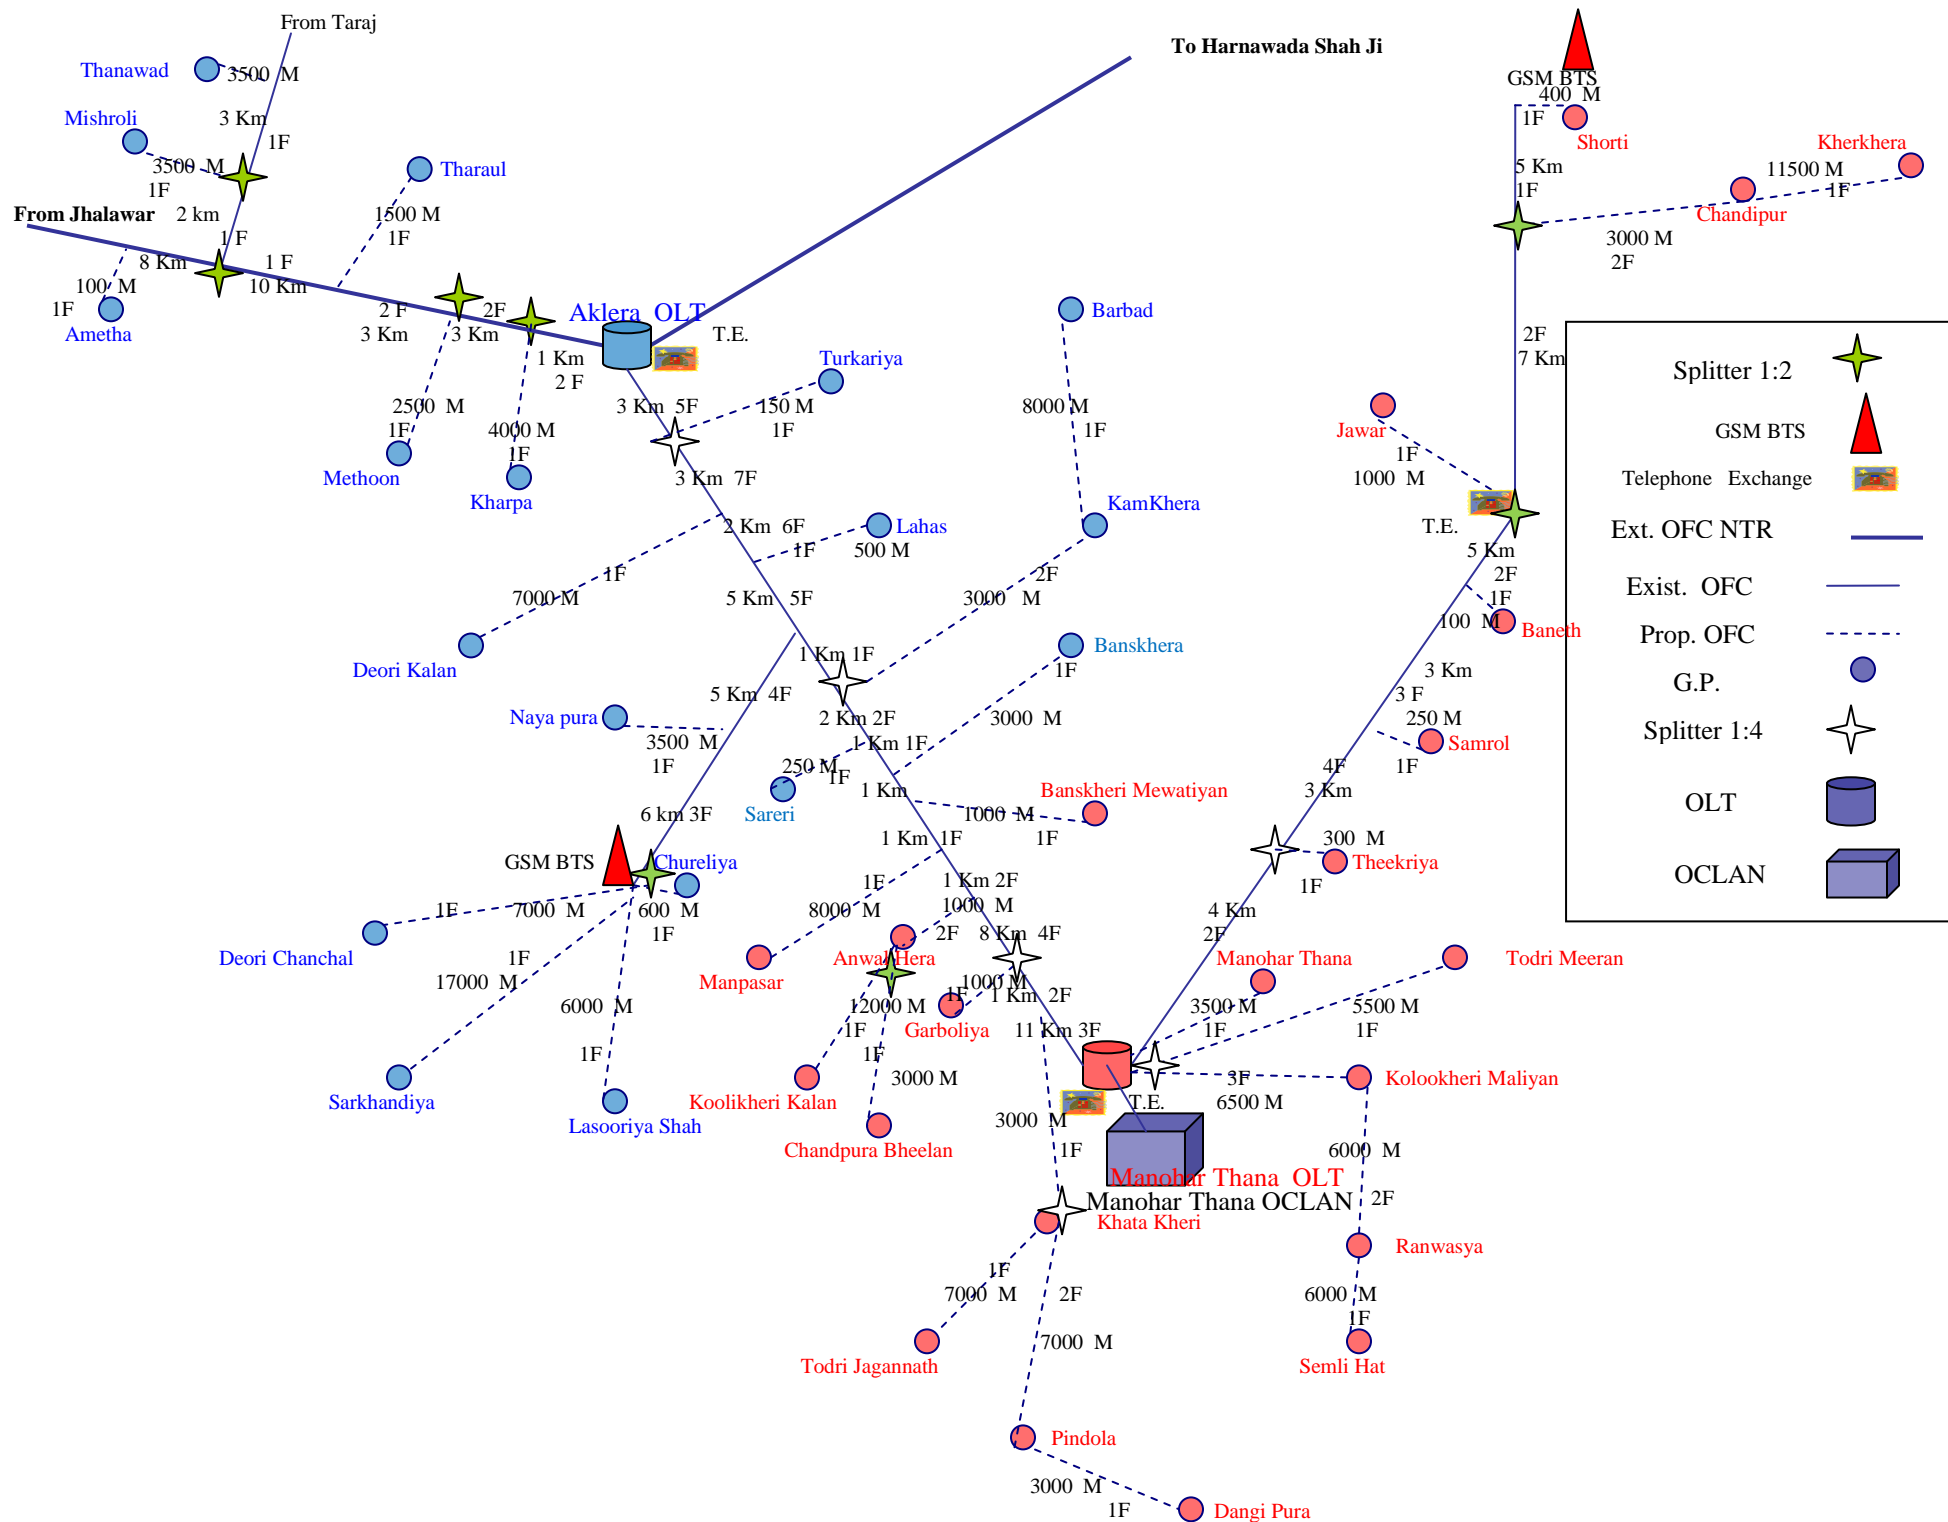 From Taraj
To Harnawada Shah Ji
Thanawad
3500 M
GSM BTS
400 M
3 Km
1F
Mishroli
1F
Shorti
Kherkhera
3500 M
1F
Tharaul
5 Km
1F
11500 M
1F
Chandipur
From Jhalawar
2 km
1500 M
1F
1 F
3000 M
2F
8 Km
1 F
10 Km
100 M
1F
Ametha
2 F
3 Km
2F
3 Km
Aklera OLT
T.E.
Barbad
2F
7 Km
1 Km
2 F
Turkariya
Splitter 1:2
2500 M
1F
4000 M
1F
3 Km 5F
150 M
1F
8000 M
1F
Jawar
1F
1000 M
GSM BTS
Methoon
Kharpa
3 Km 7F
Telephone Exchange
KamKhera
2 Km 6F
1F
Lahas
500 M
T.E.
Ext. OFC NTR
5 Km
2F
1F
7000 M
1F
5 Km 5F
2F
3000 M
Exist. OFC
100 M
Baneth
Prop. OFC
Deori Kalan
1 Km 1F
Banskhera
1F
3 Km
3 F
G.P.
5 Km 4F
Naya pura
2 Km 2F
3000 M
250 M
Samrol
1F
Splitter 1:4
3500 M
1F
1 Km 1F
250 M
1F
4F
3 Km
Sareri
1 Km
Banskheri Mewatiyan
OLT
6 km 3F
1000 M
1F
1 Km 1F
300 M
Theekriya
1F
GSM BTS
Chureliya
OCLAN
1F
7000 M
600 M
1F
1F
8000 M
1 Km 2F
1000 M
4 Km
2F
Deori Chanchal
1F
17000 M
Manpasar
Anwal Hera
2F
8 Km 4F
Manohar Thana
Todri Meeran
6000 M
12000 M
1F
1000 M
1 Km 2F
3500 M
1F
5500 M
1F
1F
1F
1F
Garboliya
11 Km 3F
Sarkhandiya
Lasooriya Shah
Koolikheri Kalan
3000 M
3F
6500 M
Kolookheri Maliyan
T.E.
Chandpura Bheelan
3000 M
1F
6000 M
Manohar Thana OLT
Manohar Thana OCLAN
2F
Khata Kheri
Ranwasya
1F
7000 M
2F
6000 M
1F
7000 M
Todri Jagannath
Semli Hat
Pindola
3000 M
1F
Dangi Pura